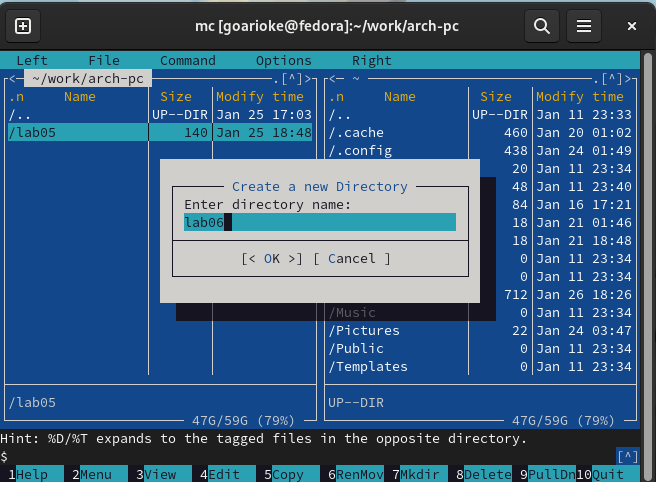 mc [goarioke@fedora]:~/work/arch-pc
Left File Command Options Right
<- ~/work/arch-pc .[^]> <- ~ .[^]>
.n Name Size Modify time .n Name Size Modify time
/.. UP--DIR Jan 25 17:03 /.. UP--DIR Jan 11 23:33
/lab05 140 Jan 25 18:48 /.cache 460 Jan 20 01:02
/.config 438 Jan 24 01:49
20 Jan 11 23:34
Create a new Directory 48 Jan 11 23:40
Enter directory name: 84 Jan 16 17:21
lab06 18 Jan 21 01:46
18 Jan 21 18:48
[< OK >] [ Cancel ] 0 Jan 11 23:34
0 Jan 11 23:34
712 Jan 26 18:26
/Music 0 Jan 11 23:34
/Pictures 22 Jan 24 03:47
/Public 0 Jan 11 23:34
/Templates 0 Jan 11 23:34
/lab05 UP--DIR
47G/59G (79%) 47G/59G (79%)
Hint: %D/%T expands to the tagged files in the opposite directory.
$ [^]
1Help 2Menu 3View 4Edit 5Copy 6RenMov 7Mkdir 8Delete 9PullDn 10Quit